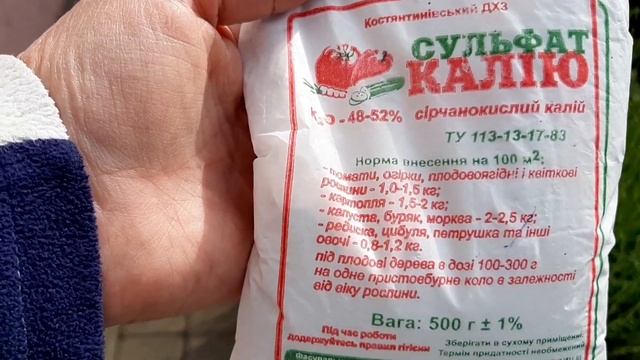 Костянтинівський ДХЗ
СУЛЬФАТ
КАЛІЮ
K₂O - 48-52% сірчанокислий калій
ТУ 113-13-17-83
Норма внесення на 100 м²;
- томати, огірки, плодовоягідні і квіткові
рослини - 1,0-1,5 кг;
- картопля - 1,5-2 кг;
- капуста, буряк, морква - 2-2,5 кг;
- редиска, цибуля, петрушка та інші
овочі - 0,8-1,2 кг.
під плодові дерева в дозі 100-300 г
на одне пристовбурне коло в залежності
від віку рослини.
Вага: 500 г ± 1%
Під час роботи
додержуйтесь правил гігієни
Зберігати в сухому приміщенні.
Термін придатності необмежений